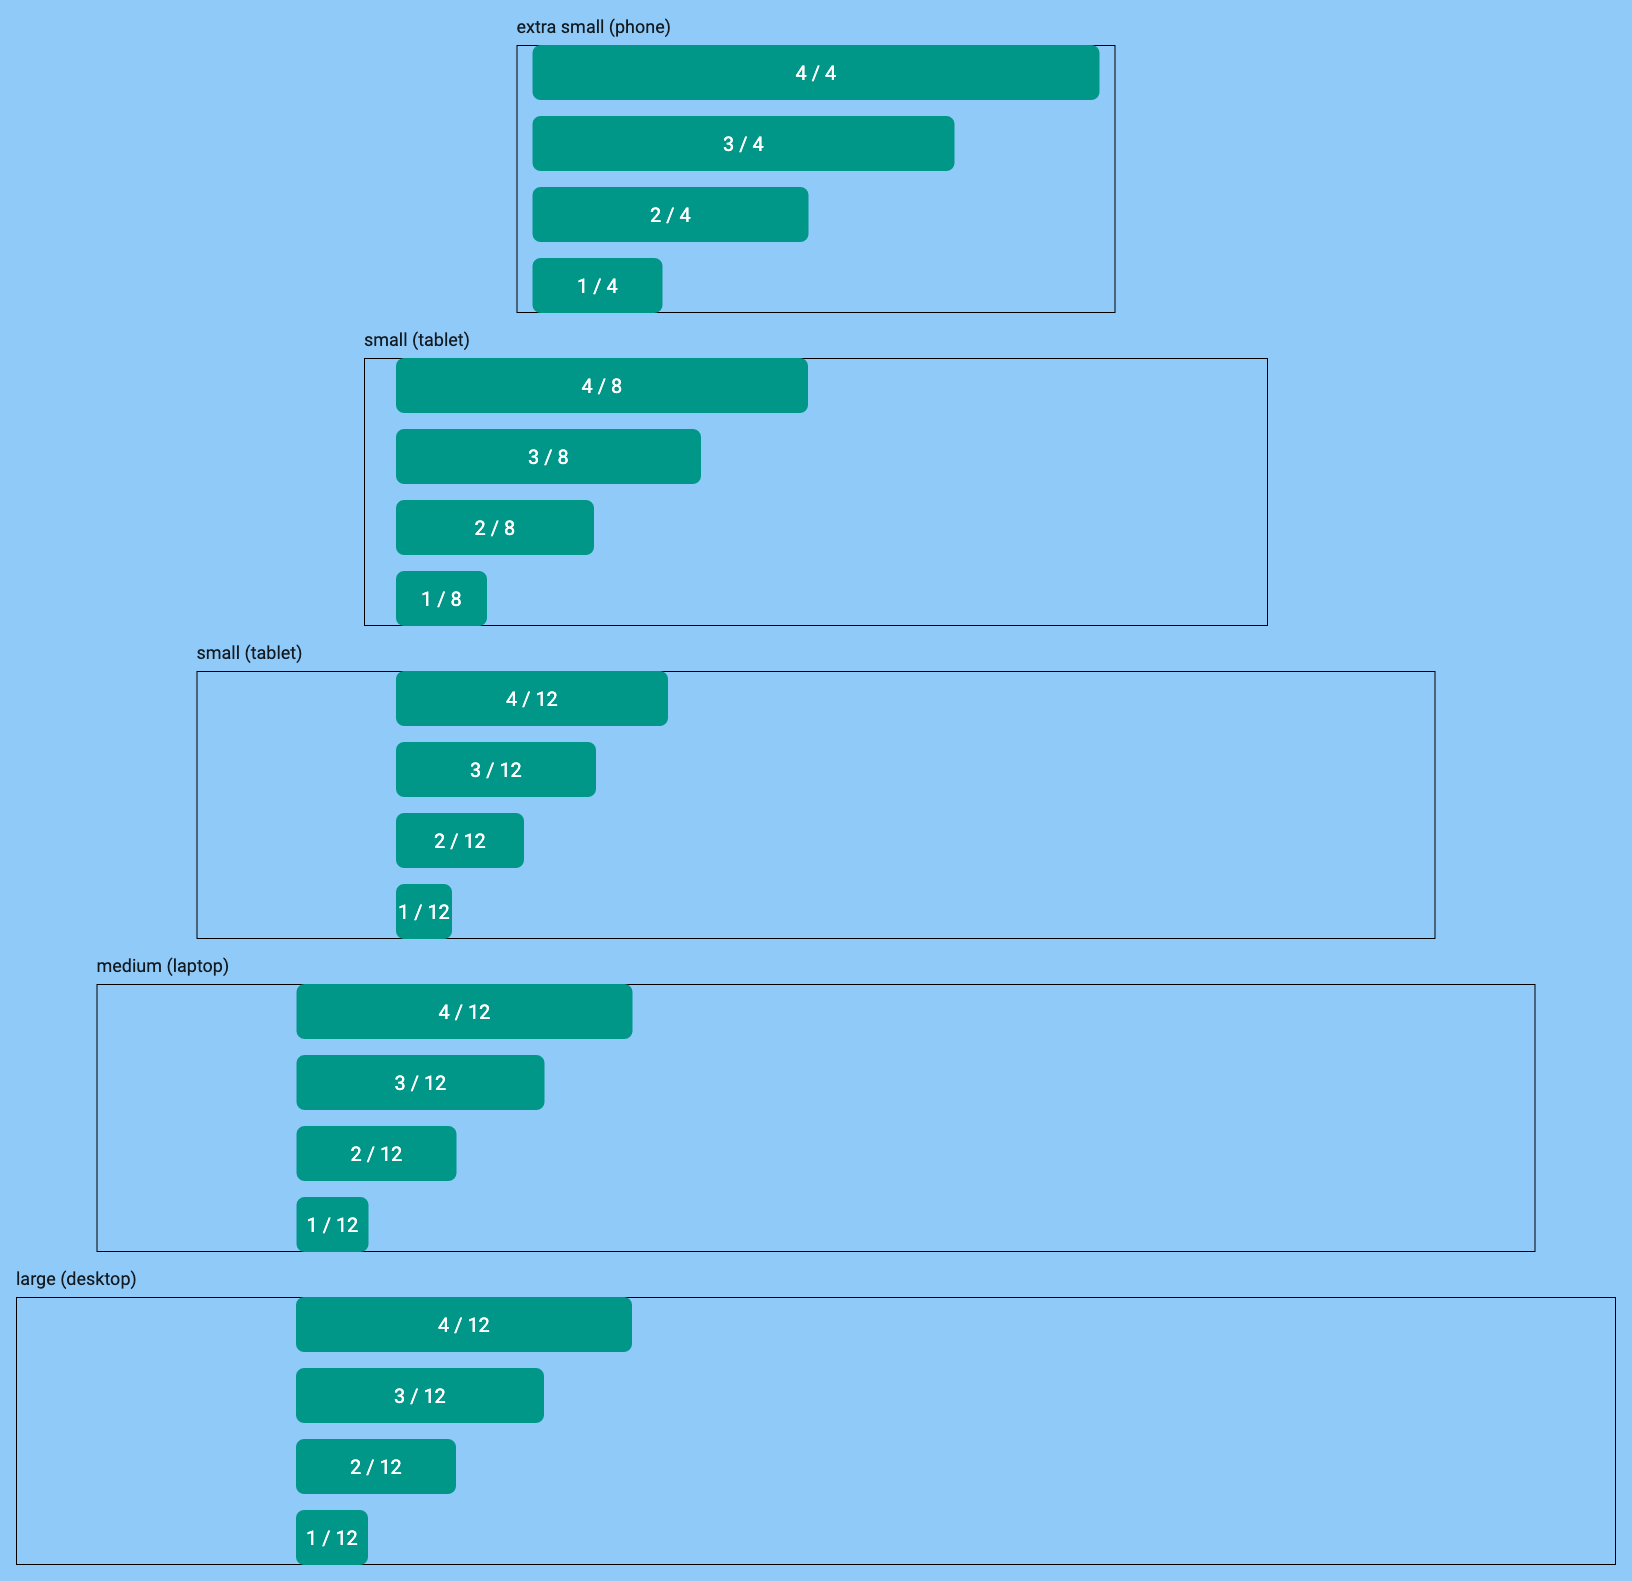 extra small (phone)
4 / 4
3 / 4
2 / 4
1 / 4
small (tablet)
4 / 8
3 / 8
2 / 8
1 / 8
small (tablet)
4 / 12
3 / 12
2 / 12
1 / 12
medium (laptop)
4 / 12
3 / 12
2 / 12
1 / 12
large (desktop)
4 / 12
3 / 12
2 / 12
1 / 12